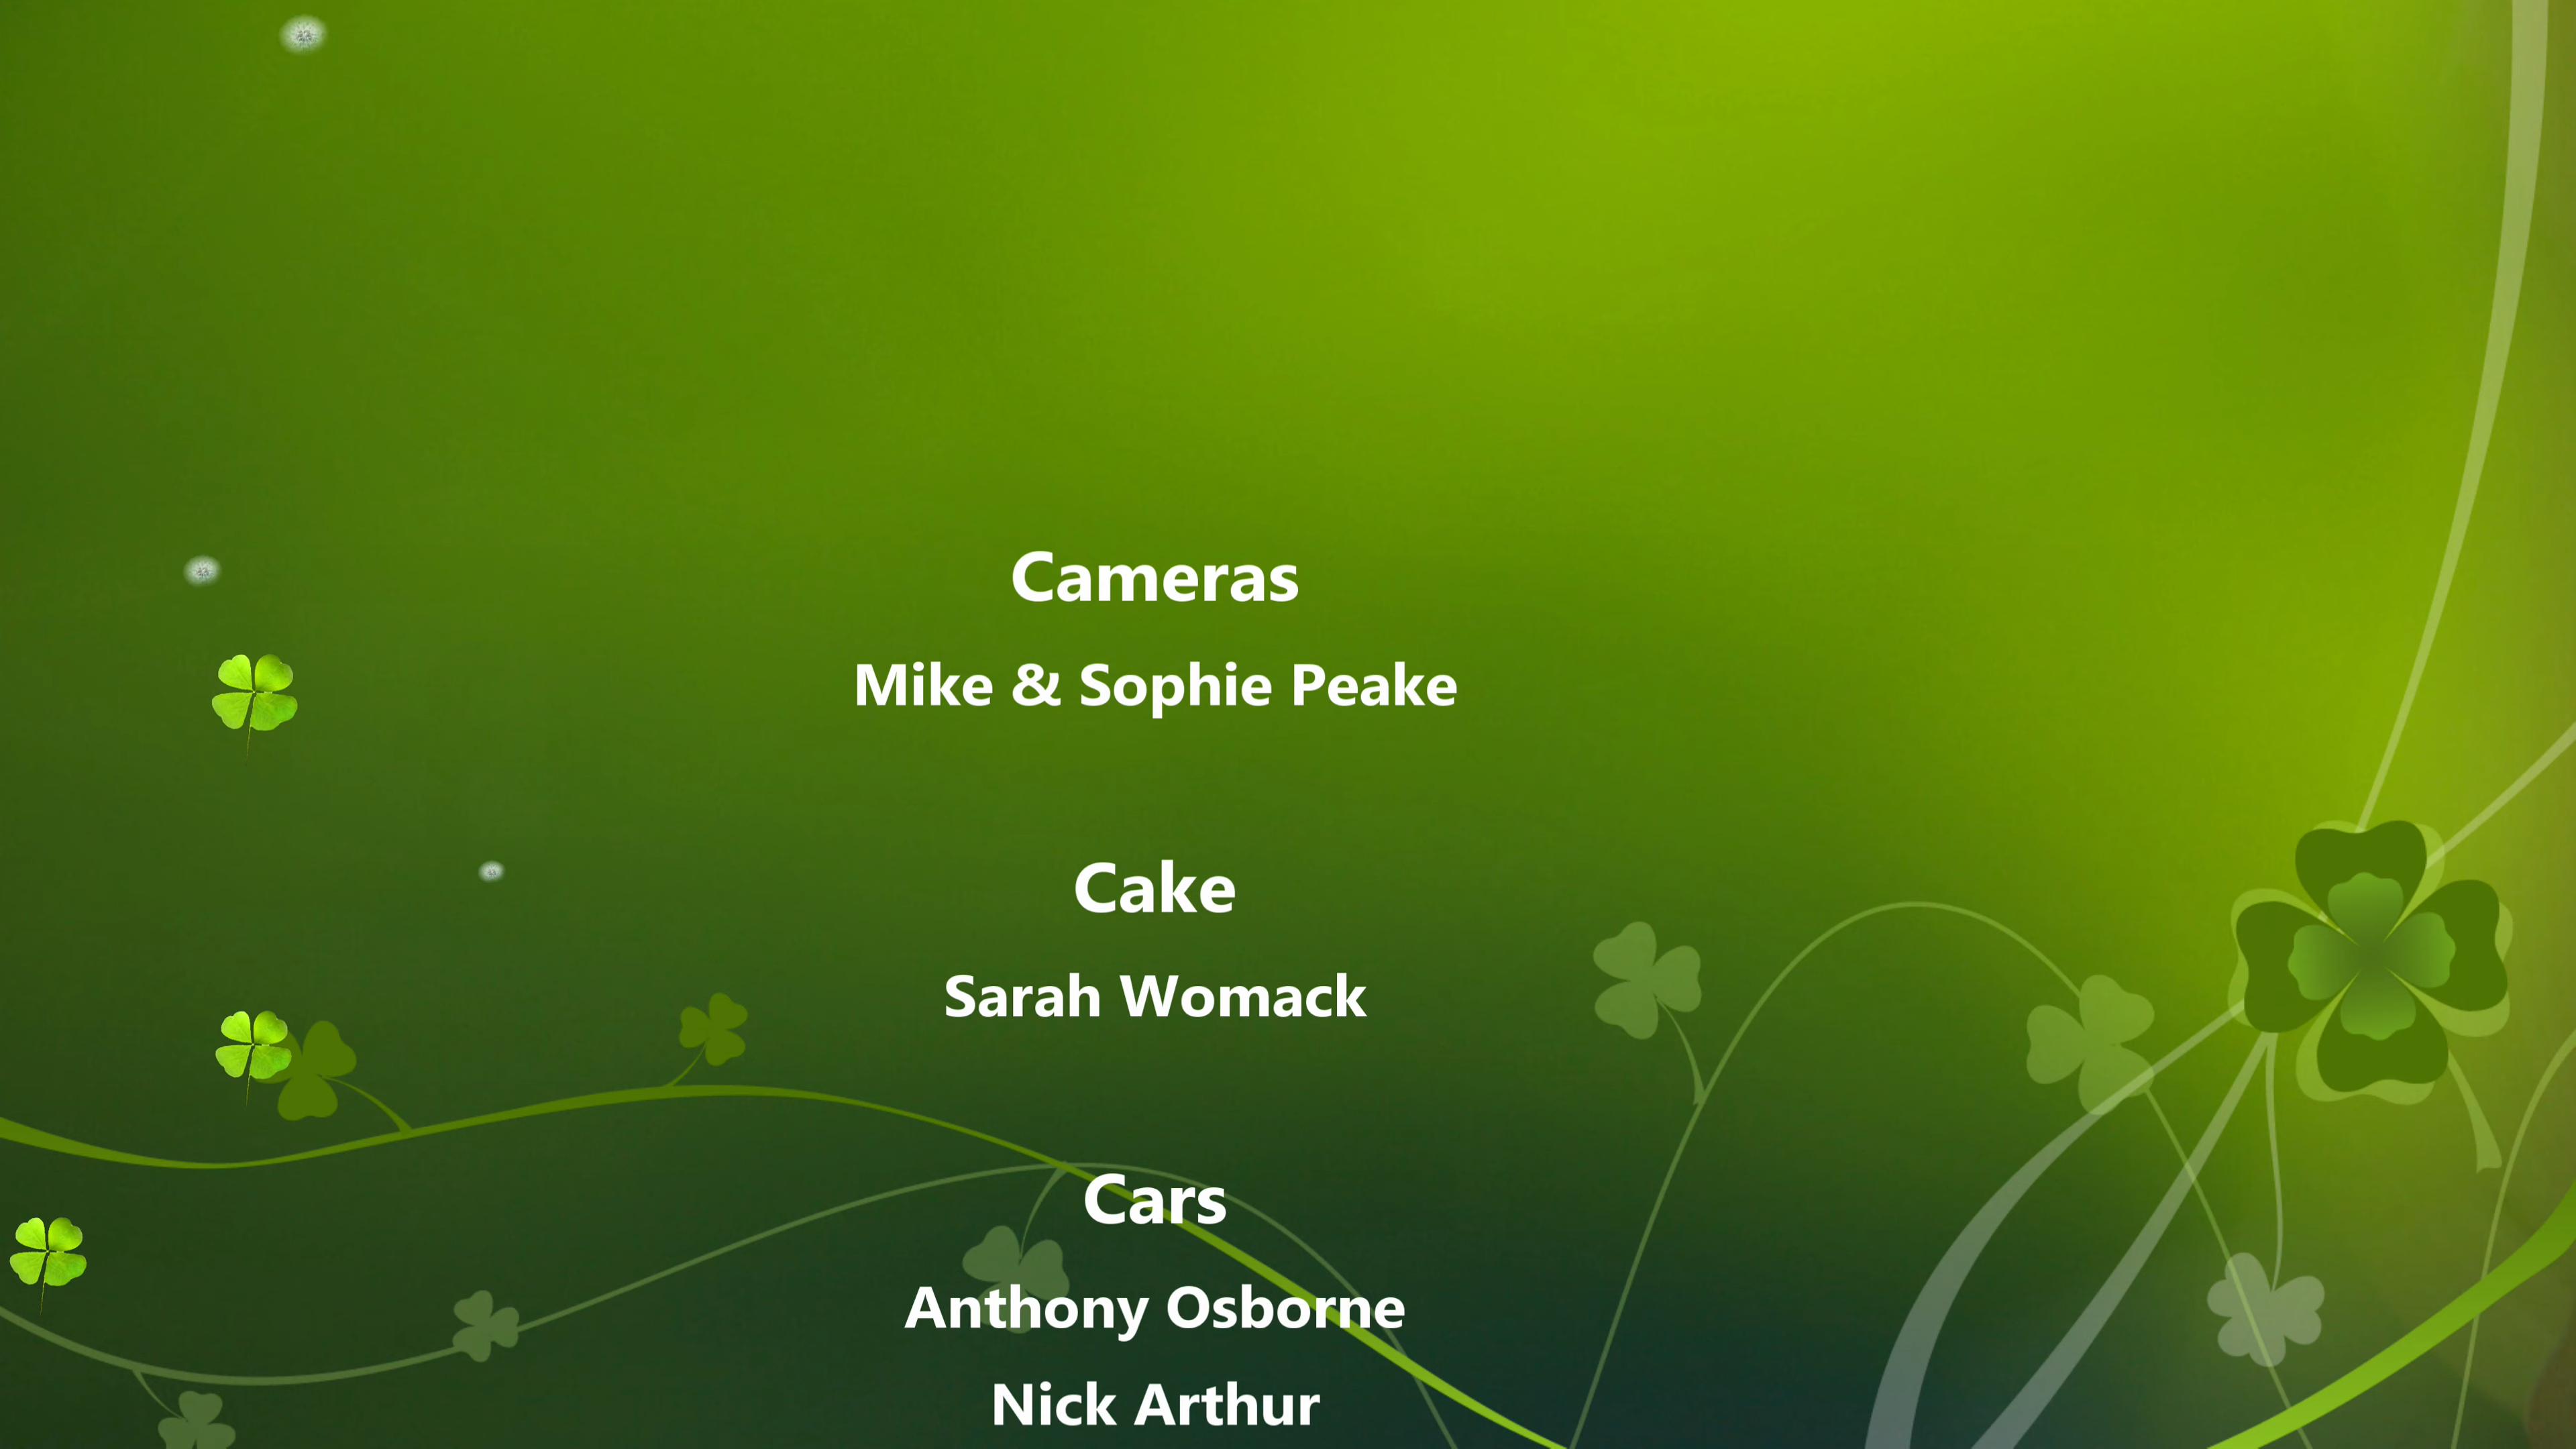 Cameras
Mike & Sophie Peake
Cake
Sarah Womack
Cars
Anthony Osborne
Nick Arthur